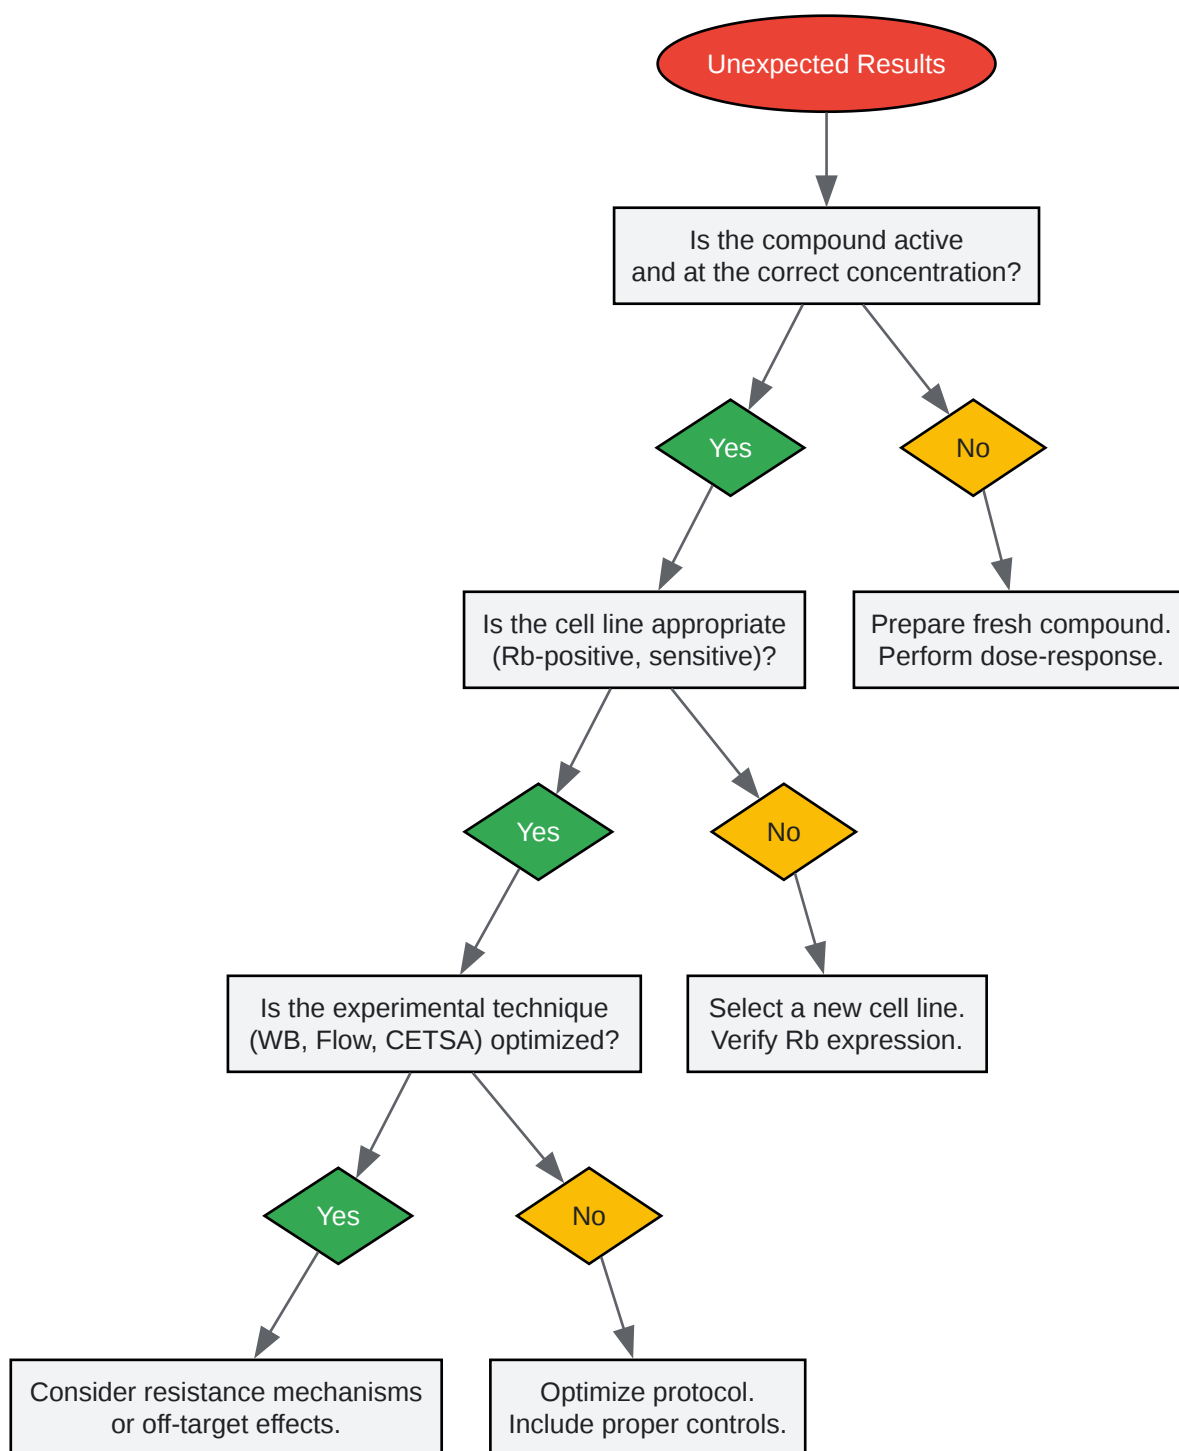 Unexpected Results
Is the compound active
and at the correct concentration?
Yes
No
Is the cell line appropriate
(Rb-positive, sensitive)?
Prepare fresh compound.
Perform dose-response.
Yes
No
Is the experimental technique
(WB, Flow, CETSA) optimized?
Select a new cell line.
Verify Rb expression.
Yes
No
Consider resistance mechanisms
or off-target effects.
Optimize protocol.
Include proper controls.